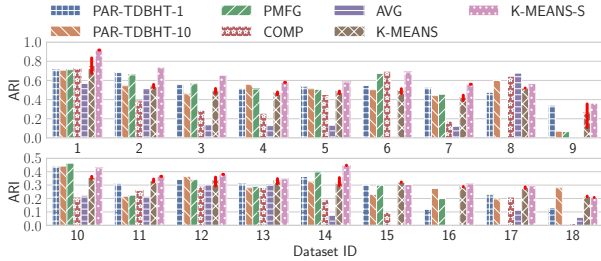 PAR-TDBHT-1 PMFG AVG K-MEANS-S
PAR-TDBHT-10 COMP K-MEANS
ARI
1.0
0.8
0.6
0.4
0.2
0.0
1 2 3 4 5 6 7 8 9
ARI
0.5
0.4
0.3
0.2
0.1
0.0
10 11 12 13 14 15 16 17 18
Dataset ID